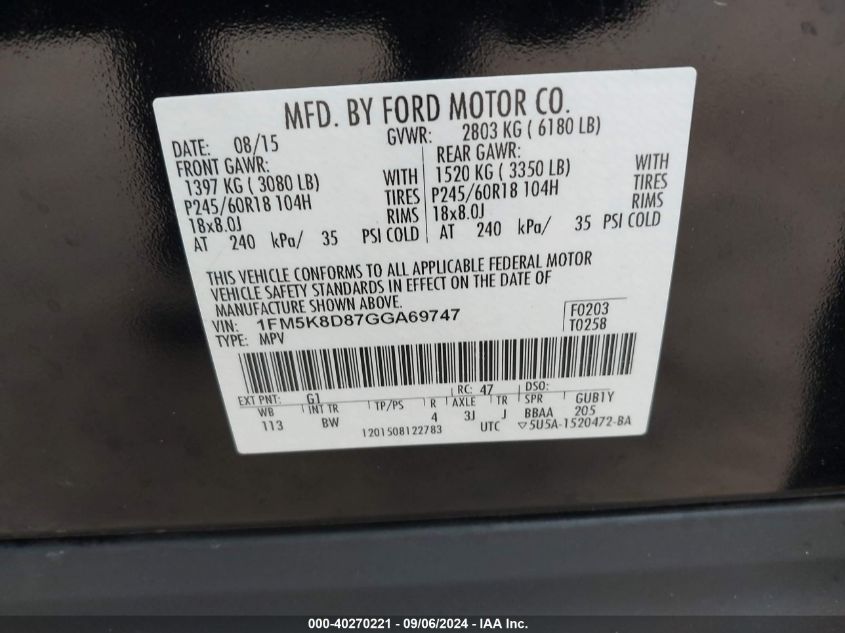 MFD. BY FORD MOTOR CO.
DATE: 08/15 GVWR: 2803 KG ( 6180 LB)
FRONT GAWR: REAR GAWR:
1397 KG ( 3080 LB) WITH 1520 KG ( 3350 LB) WITH
P245/60R18 104H TIRES P245/60R18 104H TIRES
18x8.0J RIMS 18x8.0J RIMS
AT 240 kPa/ 35 PSI COLD AT 240 kPa/ 35 PSI COLD
THIS VEHICLE CONFORMS TO ALL APPLICABLE FEDERAL MOTOR
VEHICLE SAFETY STANDARDS IN EFFECT ON THE DATE OF
MANUFACTURE SHOWN ABOVE.
VIN: 1FM5K8D87GGA69747 F0203
TYPE: MPV T0258
EXT PNT: G1 RC: 47 DSO:
WB INT TR TP/PS R AXLE TR SPR GUB1Y
113 BW 4 3J J BBAA 205
1201508122783 UTC ▽5U5A-1520472-BA
000-40270221 - 09/06/2024 - IAA Inc.